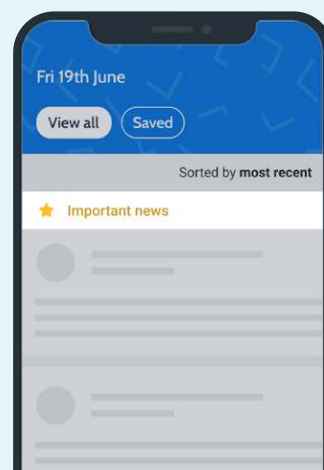 Fri 19th June
View all Saved
Sorted by most recent
Important news